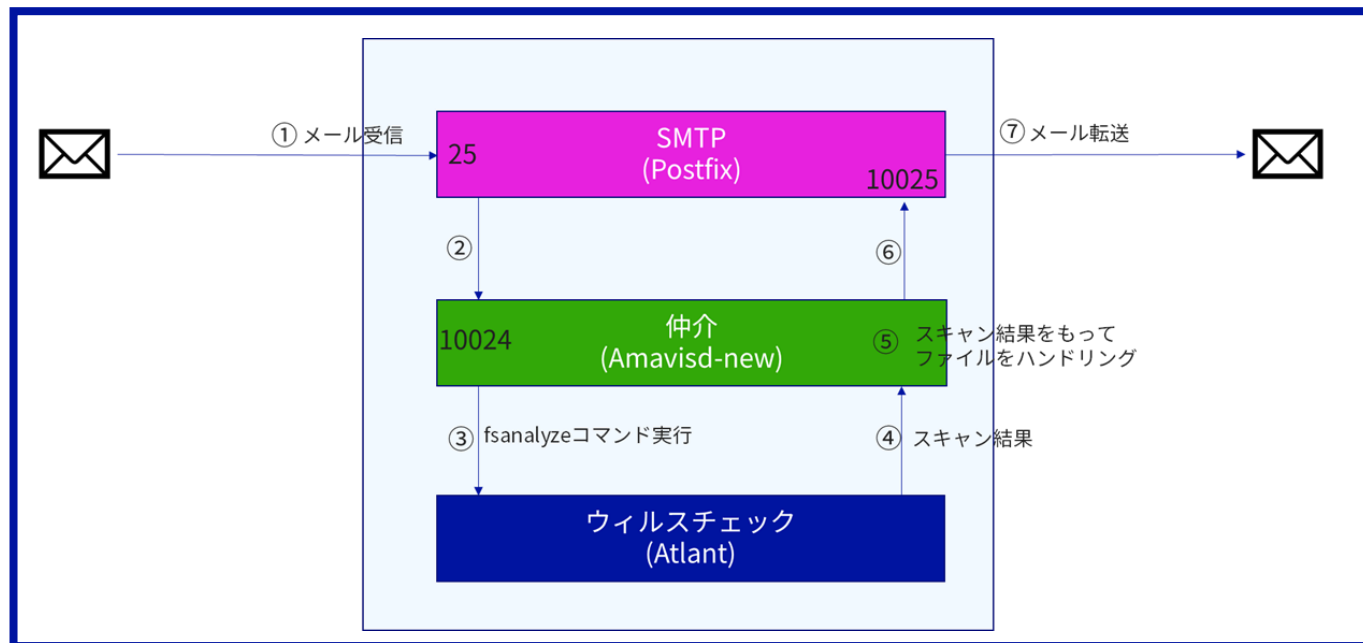 ① メール受信
25
SMTP
(Postfix)
10025
⑦ メール転送
②
⑥
10024
仲介
(Amavisd-new)
⑤ スキャン結果をもって
ファイルをハンドリング
③ fsanalyzeコマンド実行
④ スキャン結果
ウィルスチェック
(Atlant)